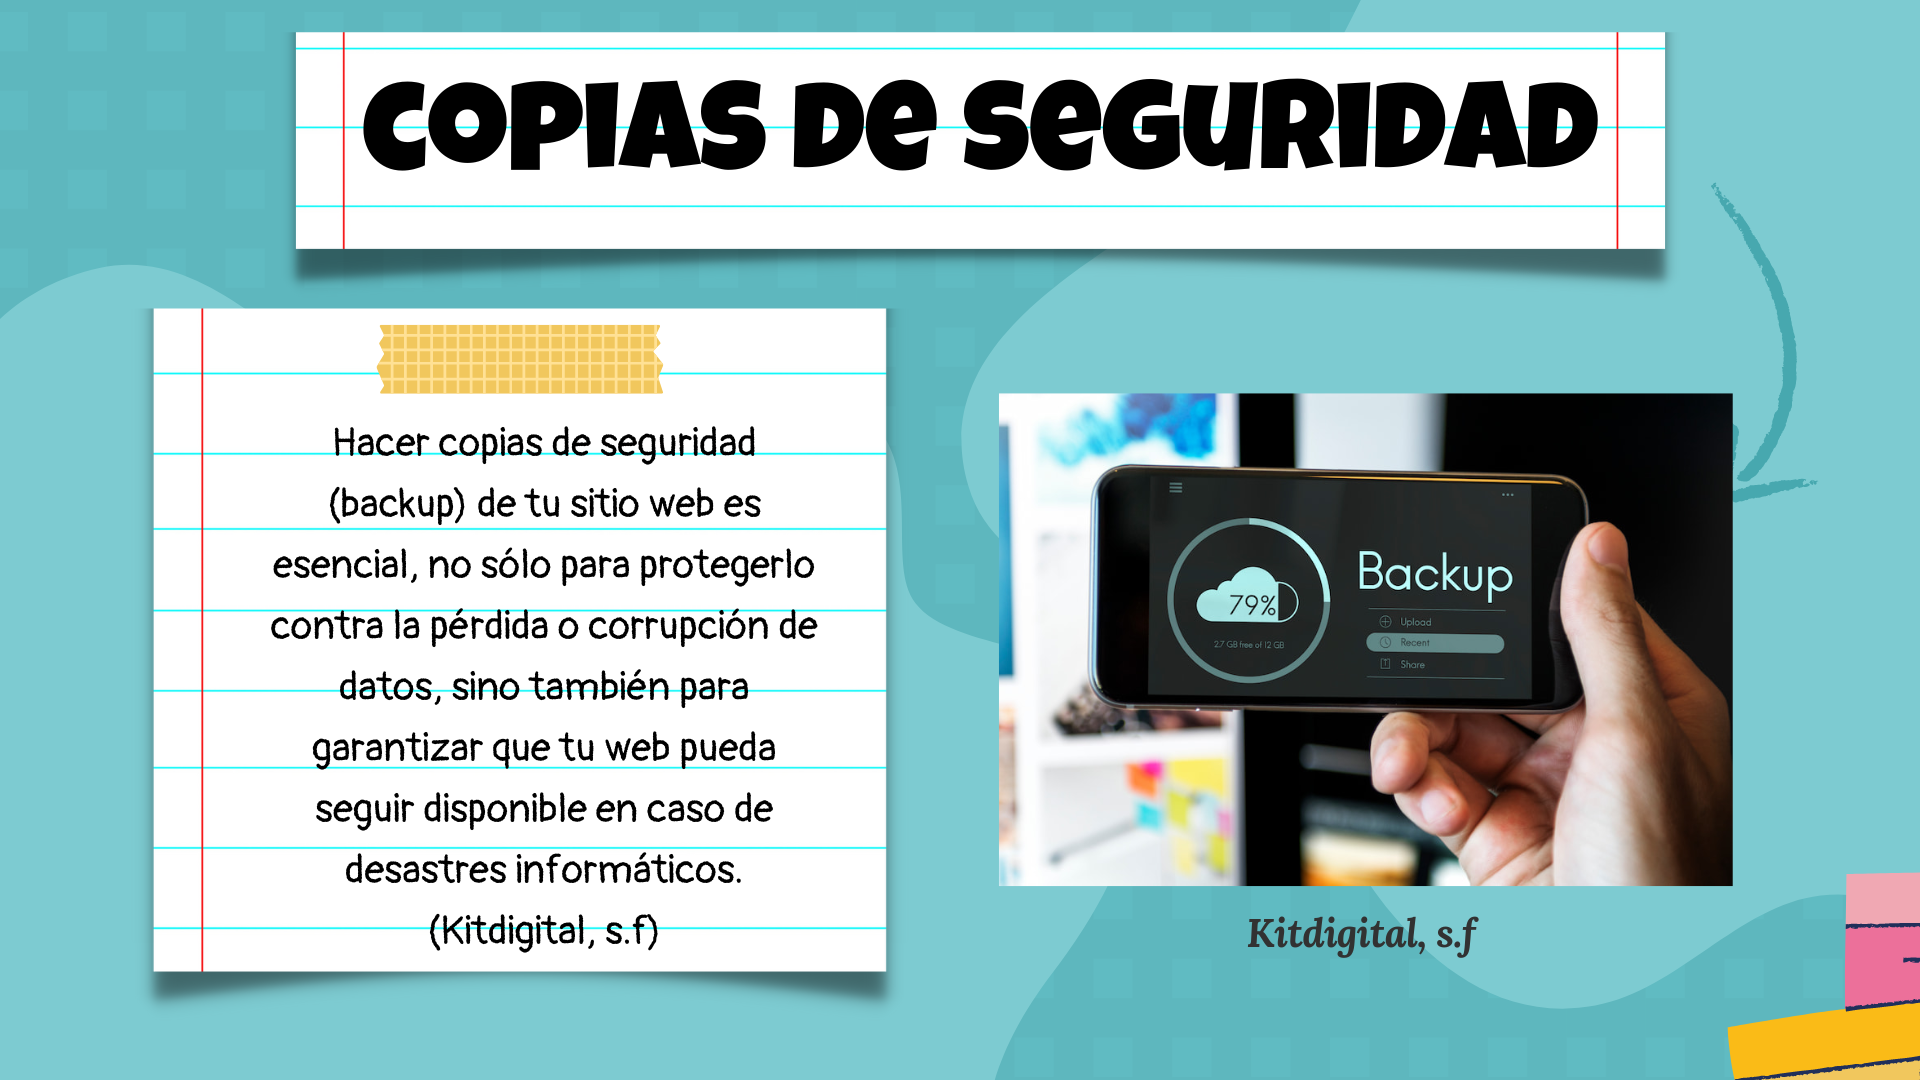 COPIAS De SeGuRIDAD
Hacer copias de seguridad
(backup) de tu sitio web es
esencial, no sólo para protegerlo
contra la pérdida o corrupción de
datos, sino también para
garantizar que tu web pueda
seguir disponible en caso de
desastres informáticos.
(Kitdigital, s.f)
79%
2.7 GB free of 12 GB
Backup
Upload
Recent
Share
Kitdigital, s.f